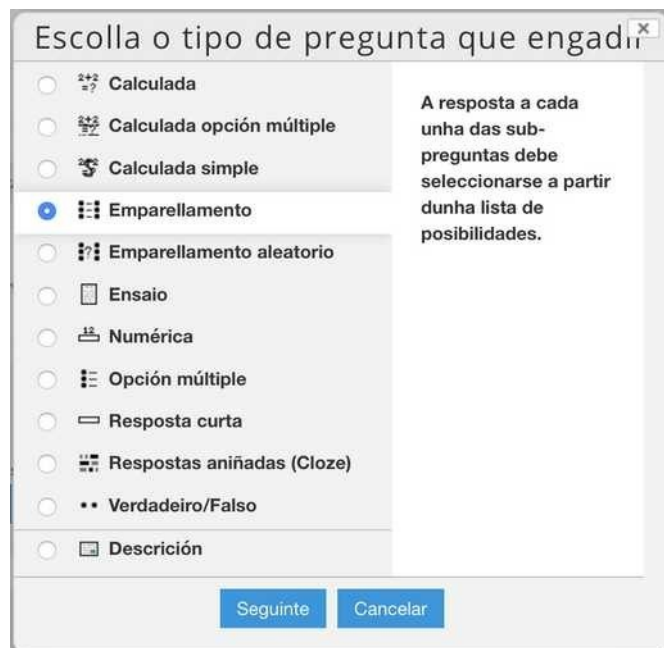 Escolla o tipo de pregunta que engadir
Calculada
Calculada opción múltiple
Calculada simple
Emparellamento
Emparellamento aleatorio
Ensaio
Numérica
Opción múltiple
Resposta curta
Respostas aniñadas (Cloze)
Verdadeiro/Falso
Descrición
A resposta a cada
unha das sub-
preguntas debe
seleccionarse a partir
dunha lista de
posibilidades.
Seguinte
Cancelar